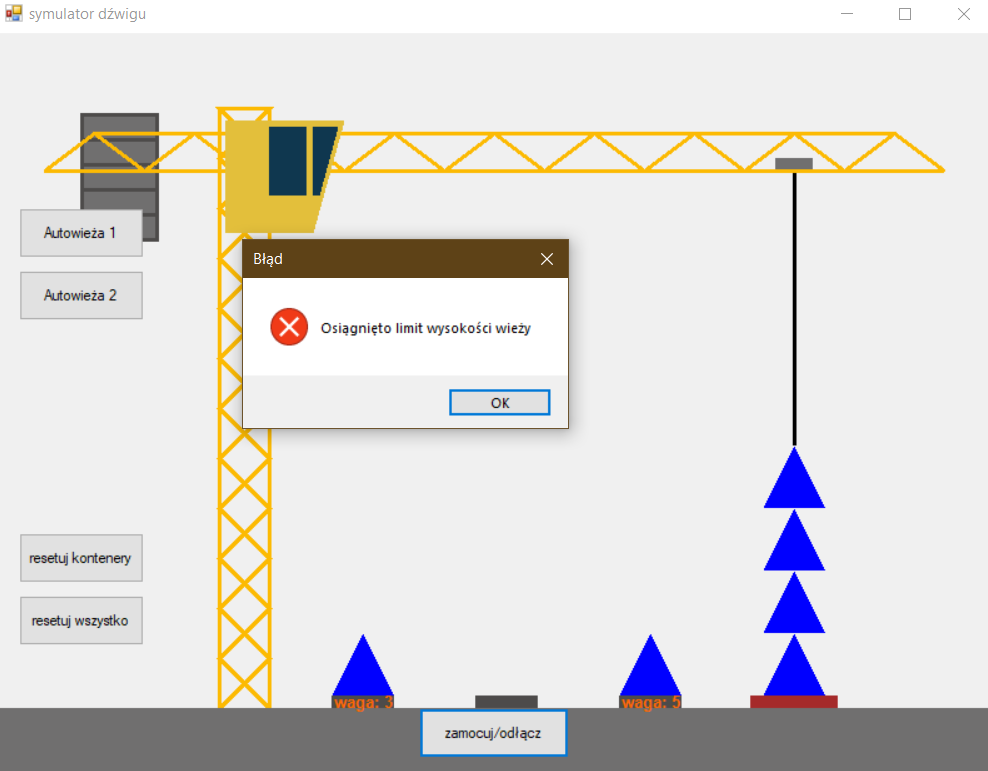 symulator dźwigu
Autowieża 1
Autowieża 2
Błąd
Osiągnięto limit wysokości wieży
OK
resetuj kontenery
resetuj wszystko
waga: 3
waga: 5
zamocuj/odłącz